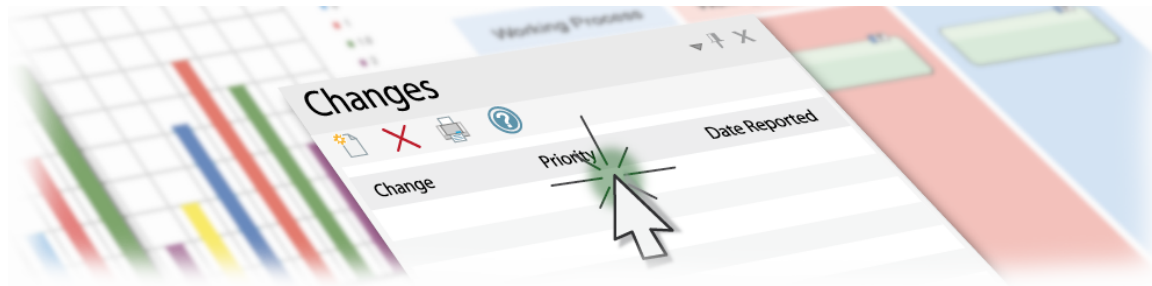 Working Process
Changes
Change
Priority
Date Reported